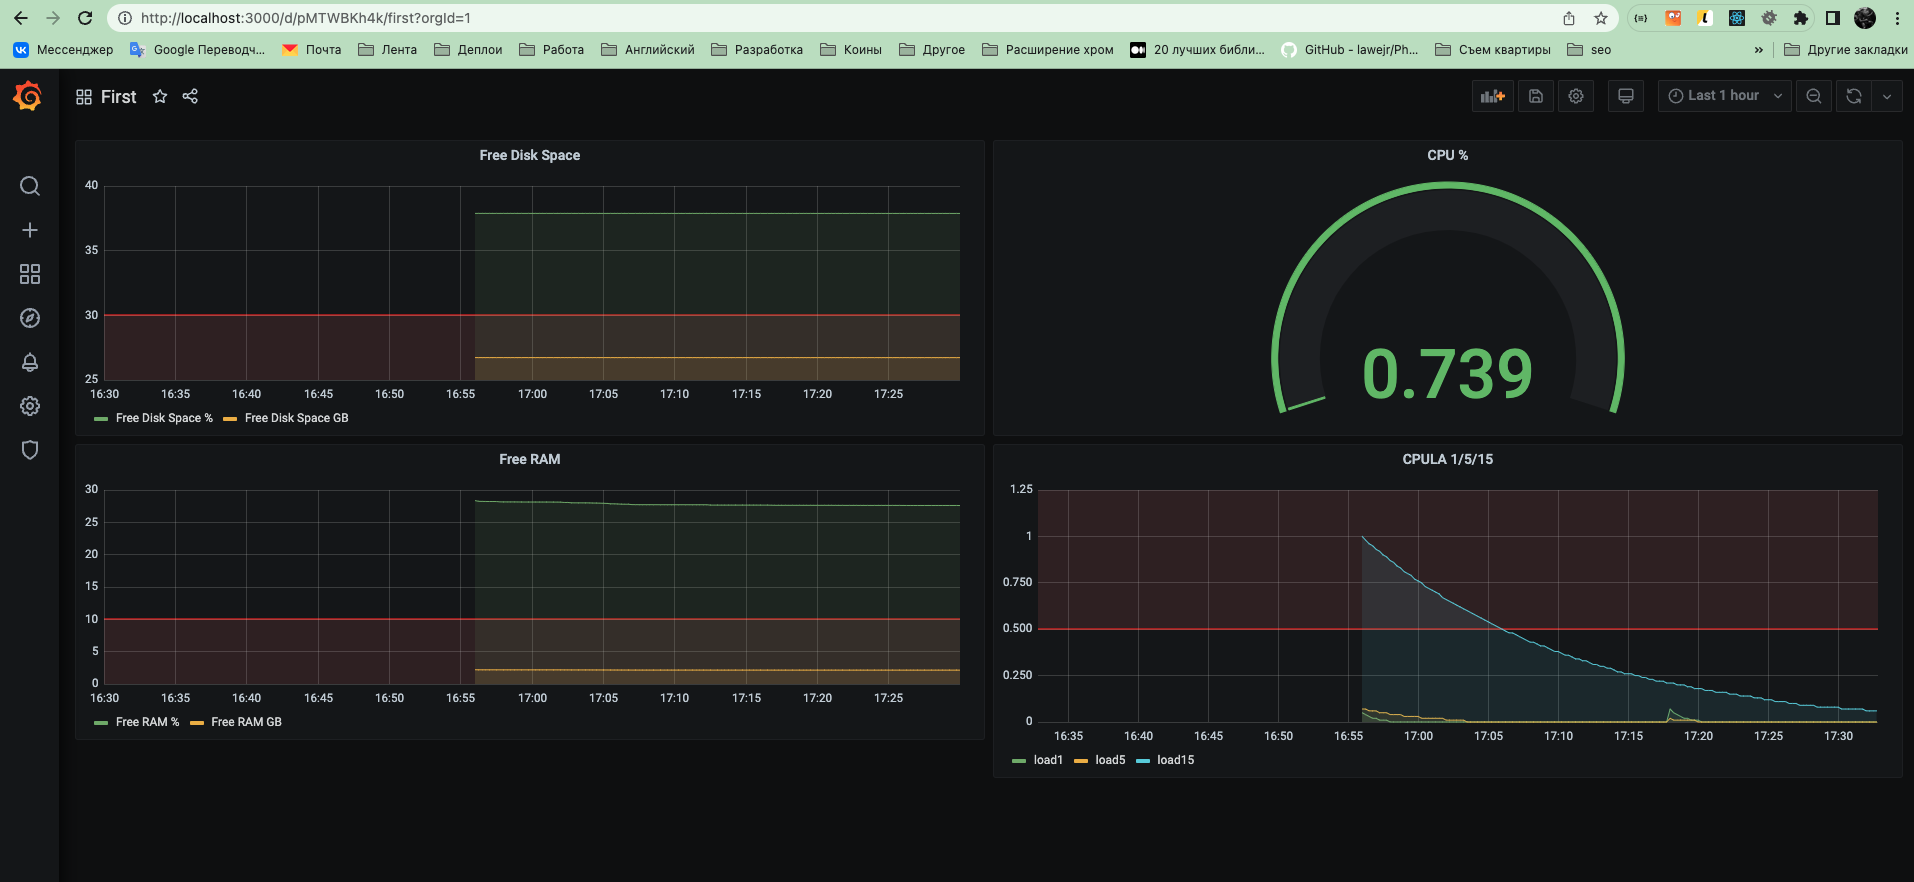 http://localhost:3000/d/pMTWBKh4k/first?orgId=1
Мессенджер Google Переводч... Почта Лента Деплои Работа Английский Разработка Коины Другое Расширение хром 20 лучших библи... GitHub - lawejr/Ph... Съем квартиры seo » Другие закладки
First Last 1 hour
Free Disk Space
40
35
30
25
16:30 16:35 16:40 16:45 16:50 16:55 17:00 17:05 17:10 17:15 17:20 17:25
Free Disk Space % Free Disk Space GB
CPU %
0.739
Free RAM
30
25
20
15
10
5
0
16:30 16:35 16:40 16:45 16:50 16:55 17:00 17:05 17:10 17:15 17:20 17:25
Free RAM % Free RAM GB
CPULA 1/5/15
1.25
1
0.750
0.500
0.250
0
16:35 16:40 16:45 16:50 16:55 17:00 17:05 17:10 17:15 17:20 17:25 17:30
load1 load5 load15